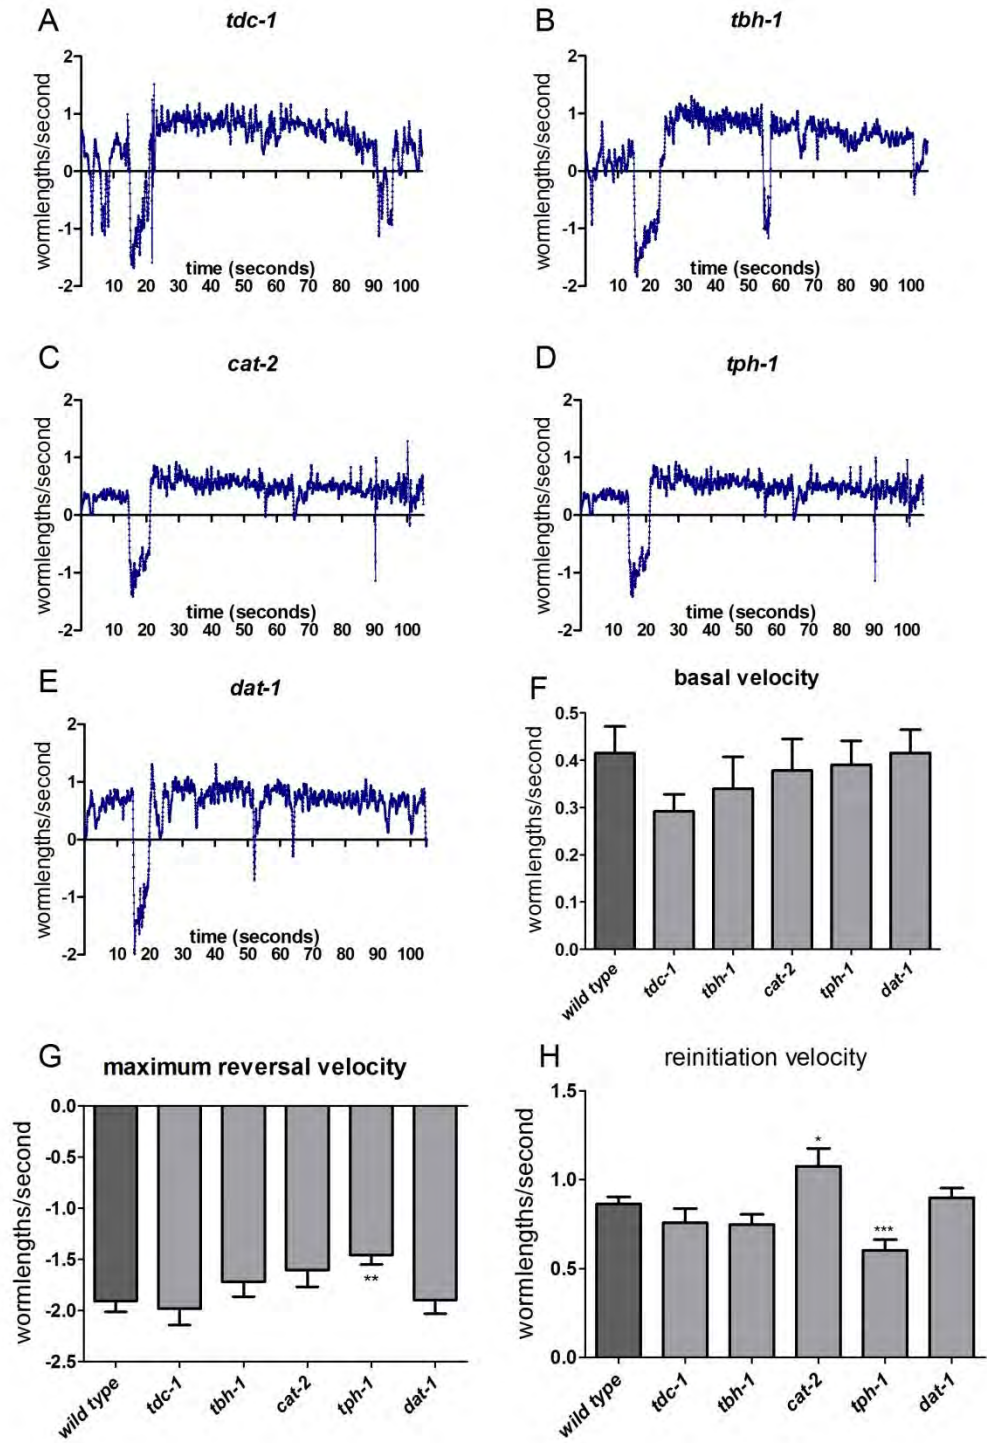 A
tdc-1
wormlengths/second
2
1
0
-1
-2
time (seconds)
10 20 30 40 50 60 70 80 90 100
B
tbh-1
wormlengths/second
2
1
0
-1
-2
time (seconds)
10 20 30 40 50 60 70 80 90 100
C
cat-2
wormlengths/second
2
1
0
-1
-2
time (seconds)
10 20 30 40 50 60 70 80 90 100
D
tph-1
wormlengths/second
2
1
0
-1
-2
time (seconds)
10 20 30 40 50 60 70 80 90 100
E
dat-1
wormlengths/second
2
1
0
-1
-2
time (seconds)
10 20 30 40 50 60 70 80 90 100
F
basal velocity
wormlengths/second
0.5
0.4
0.3
0.2
0.1
0.0
wild type tdc-1 tbh-1 cat-2 tph-1 dat-1
G
maximum reversal velocity
wormlengths/second
0.0
-0.5
-1.0
-1.5
-2.0
-2.5
**
wild type tdc-1 tbh-1 cat-2 tph-1 dat-1
H
reinitiation velocity
wormlengths/second
1.5
1.0
0.5
0.0
*
***
wild type tdc-1 tbh-1 cat-2 tph-1 dat-1